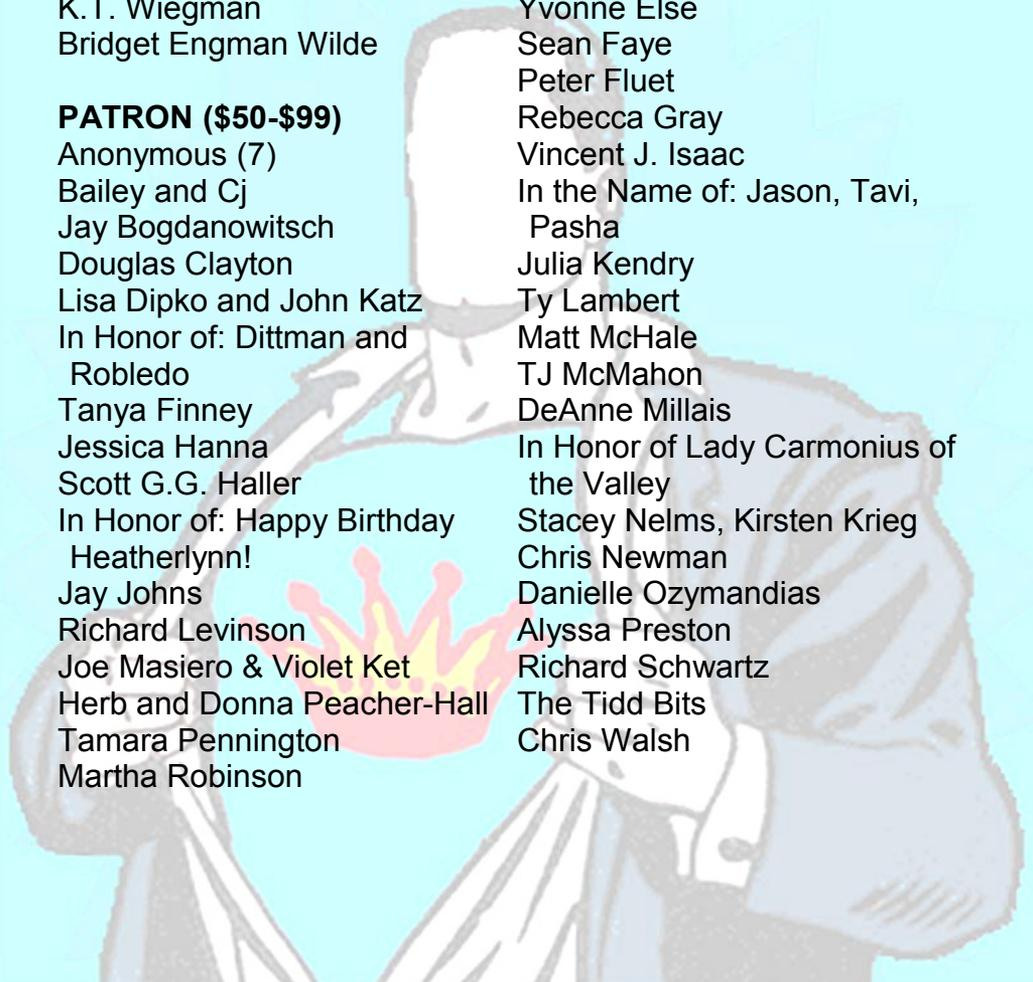 K.T. Wiegman
Bridget Engman Wilde
PATRON ($50-$99)
Anonymous (7)
Bailey and Cj
Jay Bogdanowitsch
Douglas Clayton
Lisa Dipko and John Katz
In Honor of: Dittman and
Robledo
Tanya Finney
Jessica Hanna
Scott G.G. Haller
In Honor of: Happy Birthday
Heatherlynn!
Jay Johns
Richard Levinson
Joe Masiero & Violet Ket
Herb and Donna Peacher-Hall
Tamara Pennington
Martha Robinson
Yvonne Else
Sean Faye
Peter Fluet
Rebecca Gray
Vincent J. Isaac
In the Name of: Jason, Tavi,
Pasha
Julia Kendry
Ty Lambert
Matt McHale
TJ McMahon
DeAnne Millais
In Honor of Lady Carmonius of
the Valley
Stacey Nelms, Kirsten Krieg
Chris Newman
Danielle Ozymandias
Alyssa Preston
Richard Schwartz
The Tidd Bits
Chris Walsh